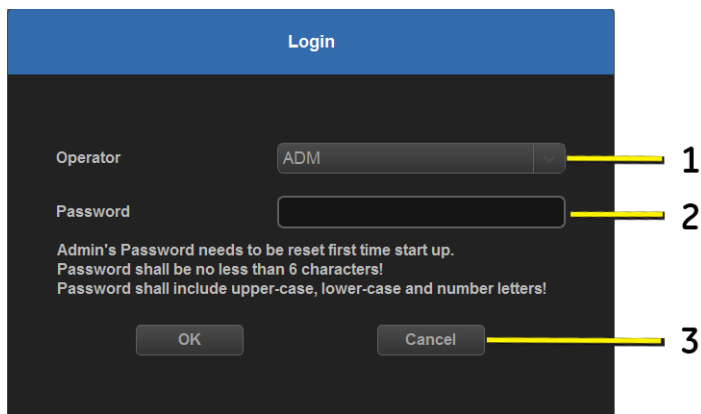 Login
Operator
ADM
1
Password
2
Admin's Password needs to be reset first time start up.
Password shall be no less than 6 characters!
Password shall include upper-case, lower-case and number letters!
OK
Cancel
3